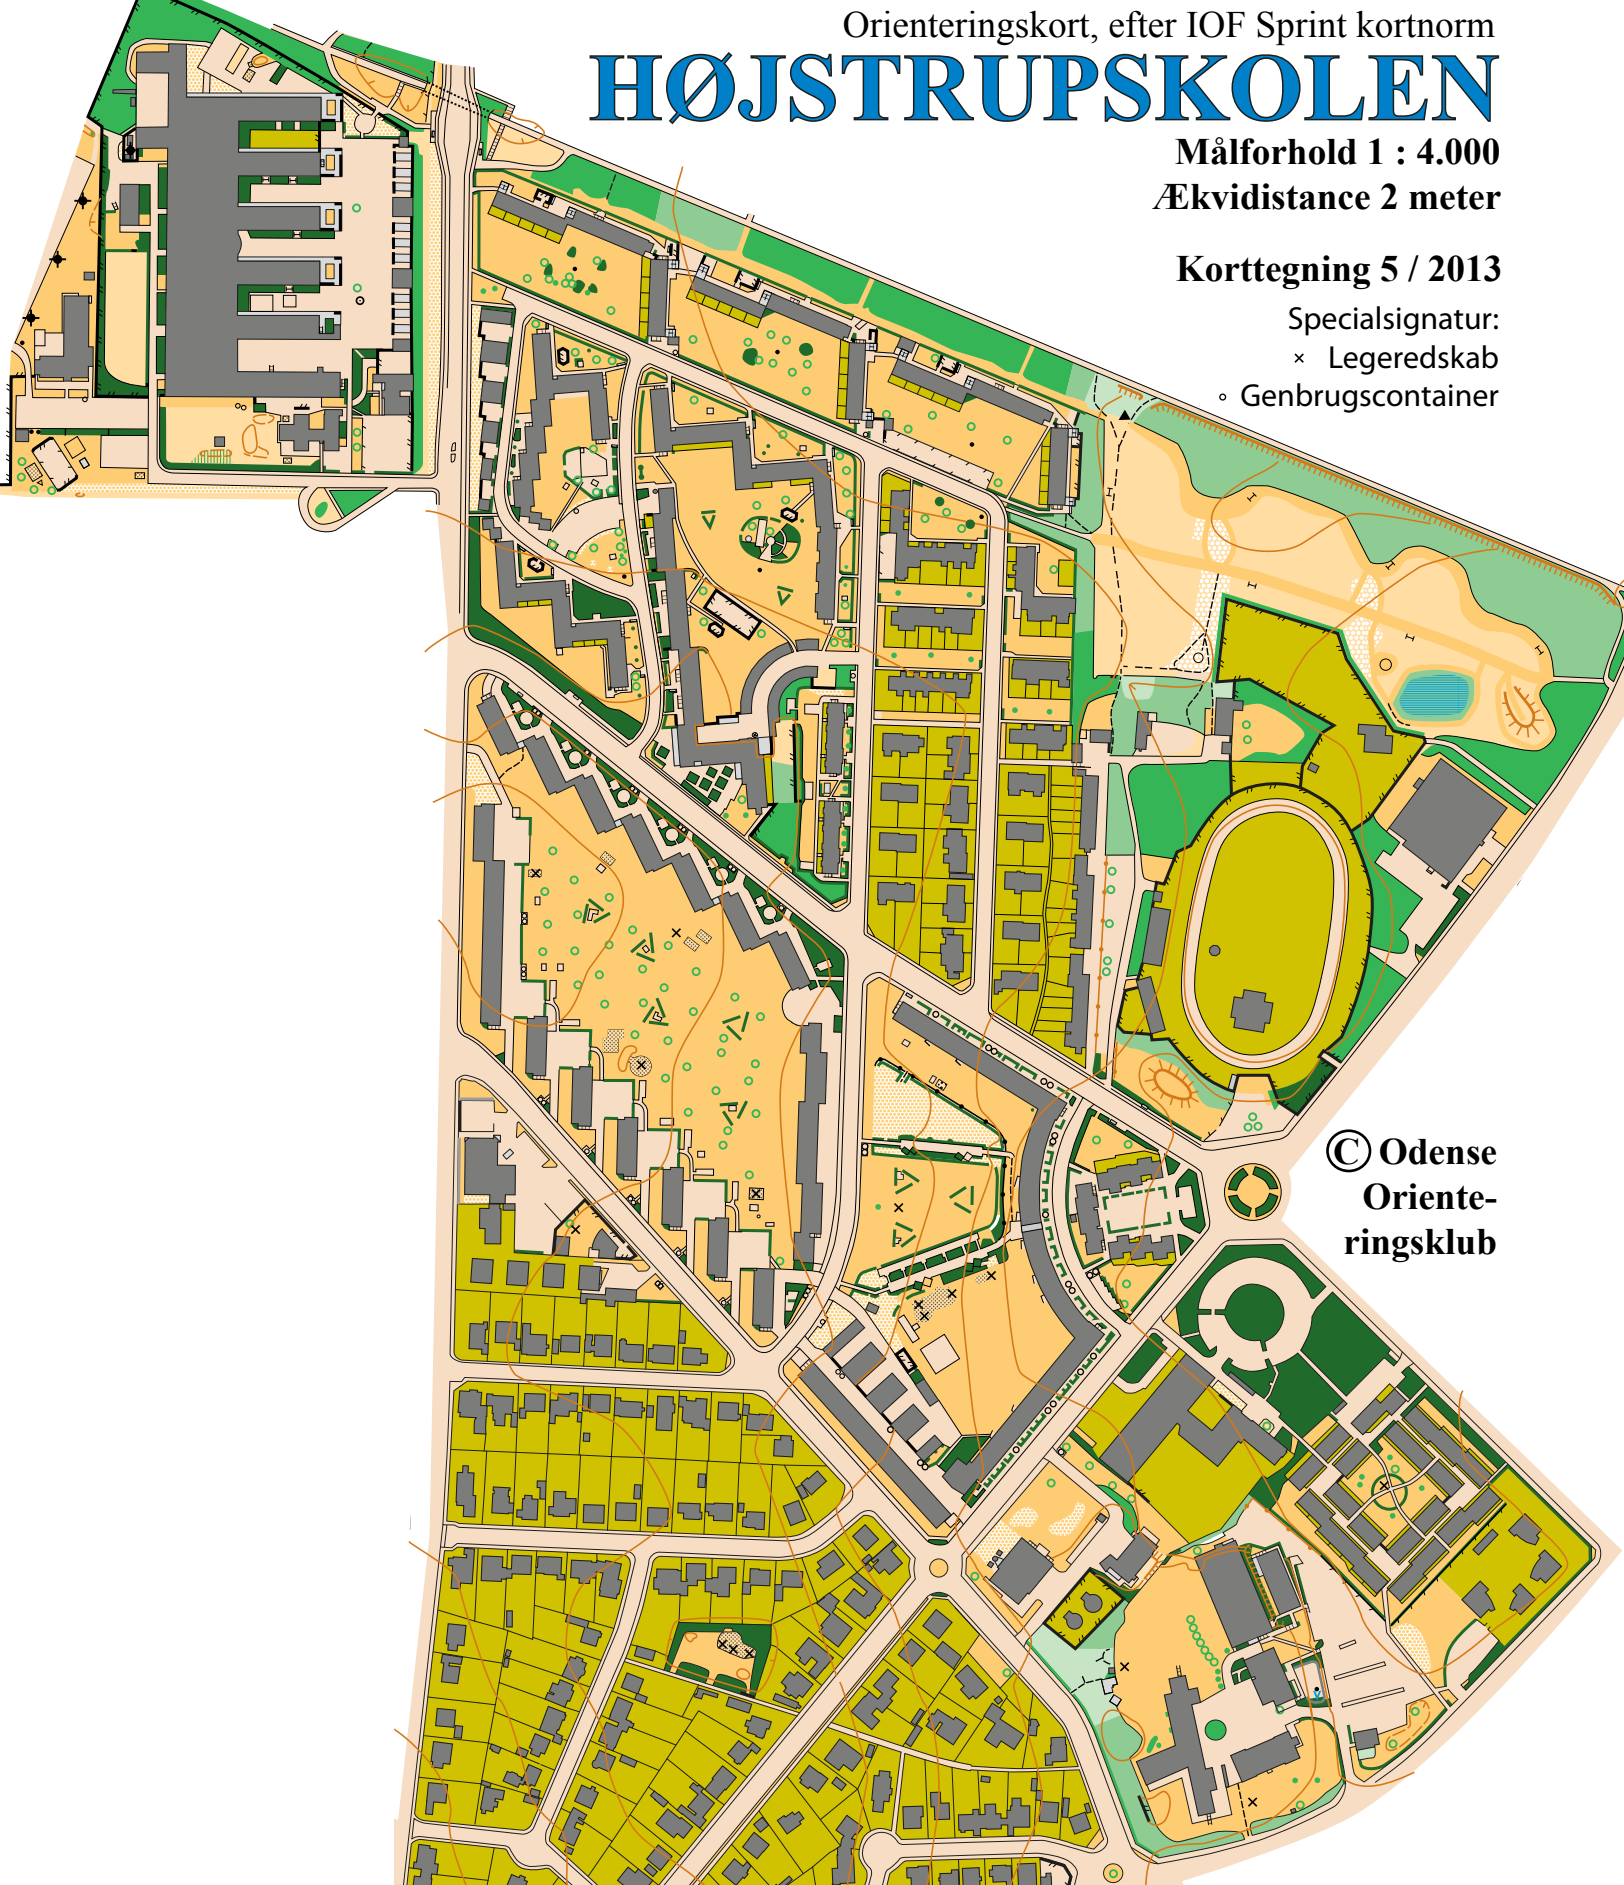 Orienteringskort, efter IOF Sprint kortnorm
HØJSTRUPSKOLEN
Målforhold 1 : 4.000
Ækvidistance 2 meter
Korttegning 5 / 2013
Specialsignatur:
× Legeredskab
° Genbrugscontainer
© Odense
Oriente-
ringsklub